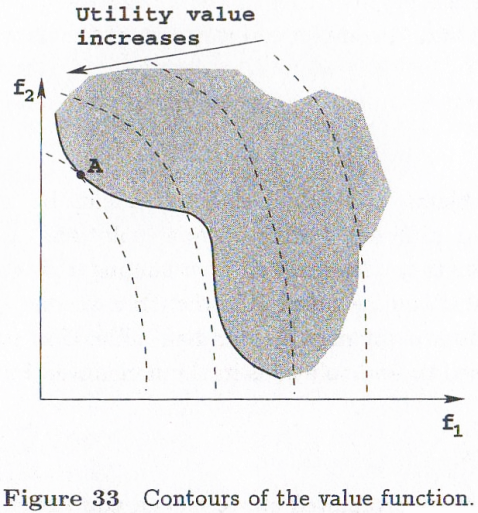 Utility value
increases
f2
A
f1
Figure 33 Contours of the value function.